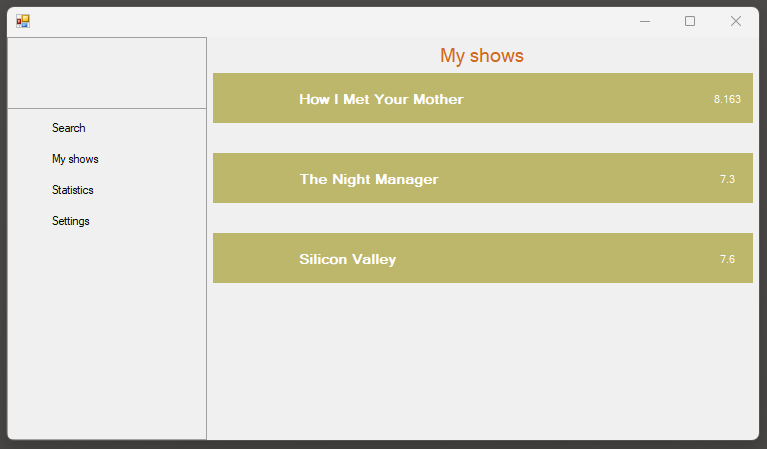 My shows
Search
My shows
Statistics
Settings
How I Met Your Mother 8.163
The Night Manager 7.3
Silicon Valley 7.6